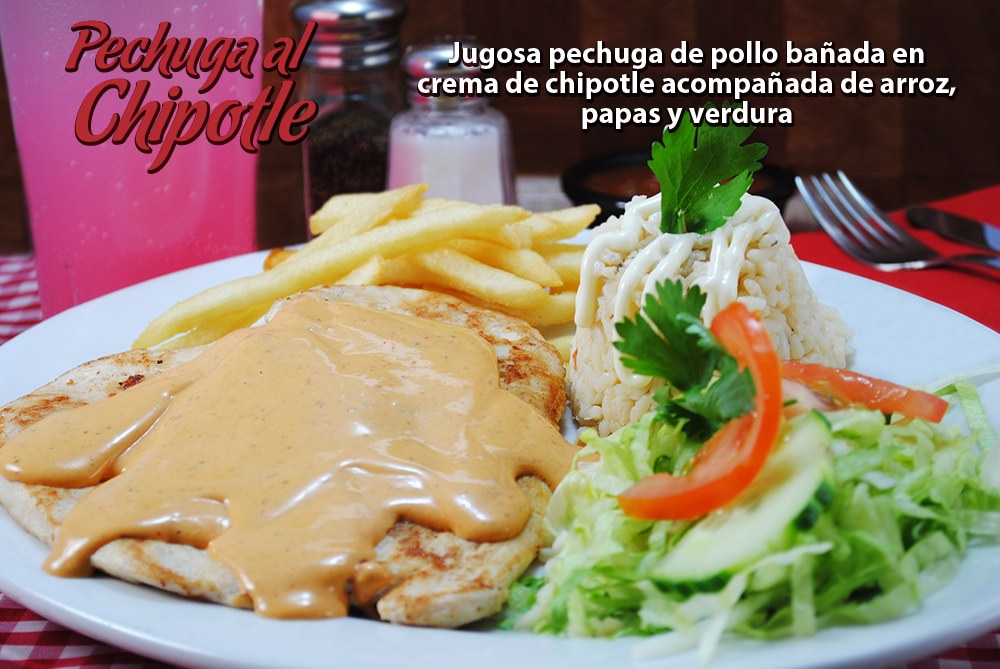 Pechuga al
Chipotle
Jugosa pechuga de pollo bañada en
crema de chipotle acompañada de arroz,
papas y verdura